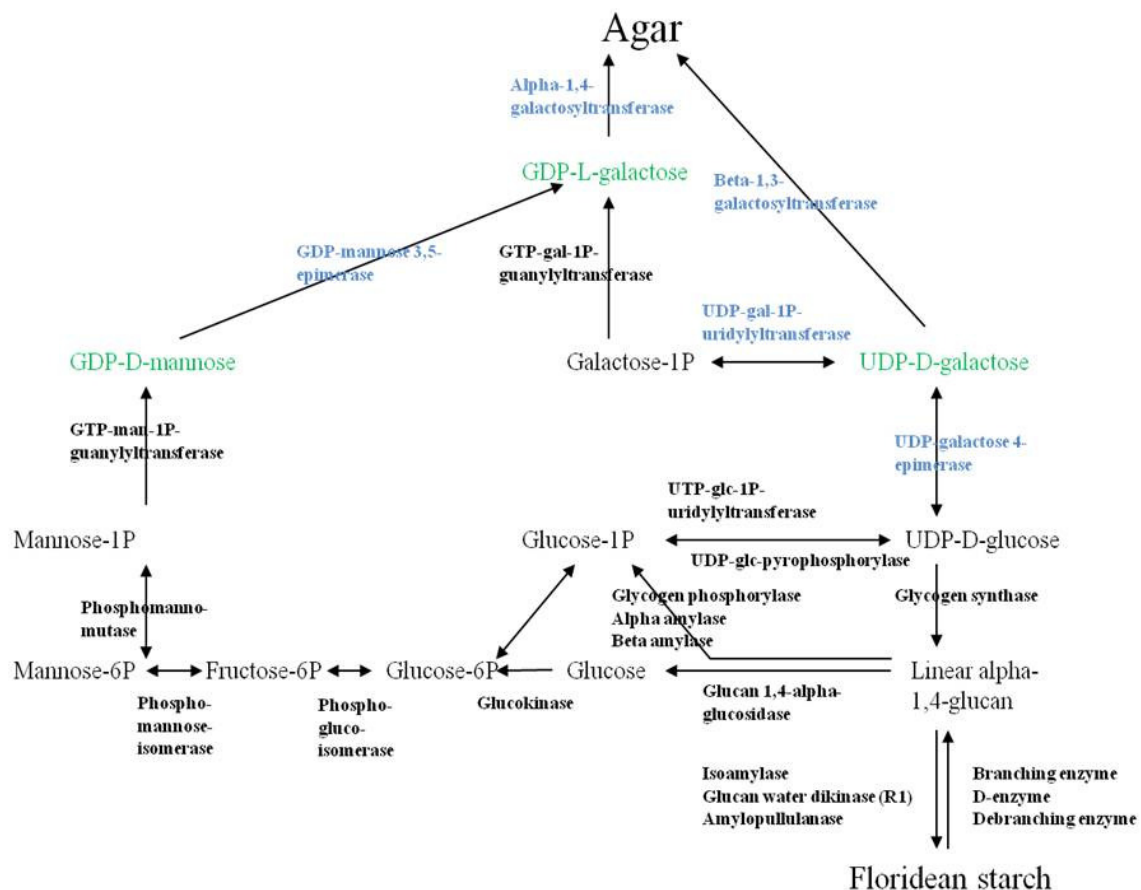 Agar
Alpha-1,4-
galactosyltransferase
GDP-L-galactose
Beta-1,3-
galactosyltransferase
GDP-mannose 3,5-
epimerase
GTP-gal-1P-
guanylyltransferase
UDP-gal-1P-
uridylyltransferase
GDP-D-mannose
Galactose-1P
UDP-D-galactose
GTP-man-1P-
guanylyltransferase
UDP-galactose 4-
epimerase
UTP-glc-1P-
uridylyltransferase
Mannose-1P
Glucose-1P
UDP-D-glucose
UDP-glc-pyrophosphorylase
Phosphomanno-
mutase
Glycogen phosphorylase
Alpha amylase
Beta amylase
Glycogen synthase
Mannose-6P
Fructose-6P
Glucose-6P
Glucose
Linear alpha-
1,4-glucan
Phospho-
mannose-
isomerase
Phospho-
gluco-
isomerase
Glucokinase
Glucan 1,4-alpha-
glucosidase
Isoamylase
Glucan water dikinase (R1)
Amylopullulanase
Branching enzyme
D-enzyme
Debranching enzyme
Floridean starch